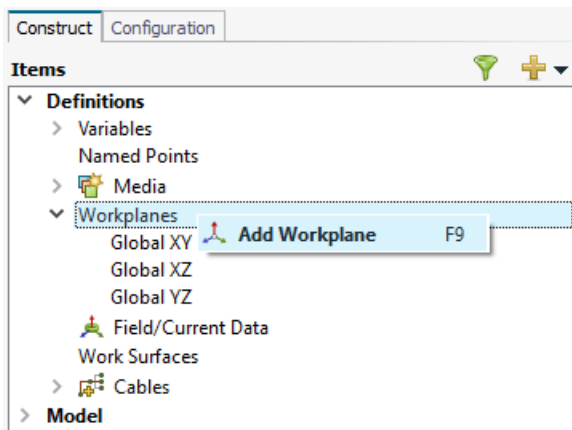 Construct Configuration
Items
Definitions
Variables
Named Points
Media
Workplanes
Add Workplane F9
Global XY
Global XZ
Global YZ
Field/Current Data
Work Surfaces
Cables
Model